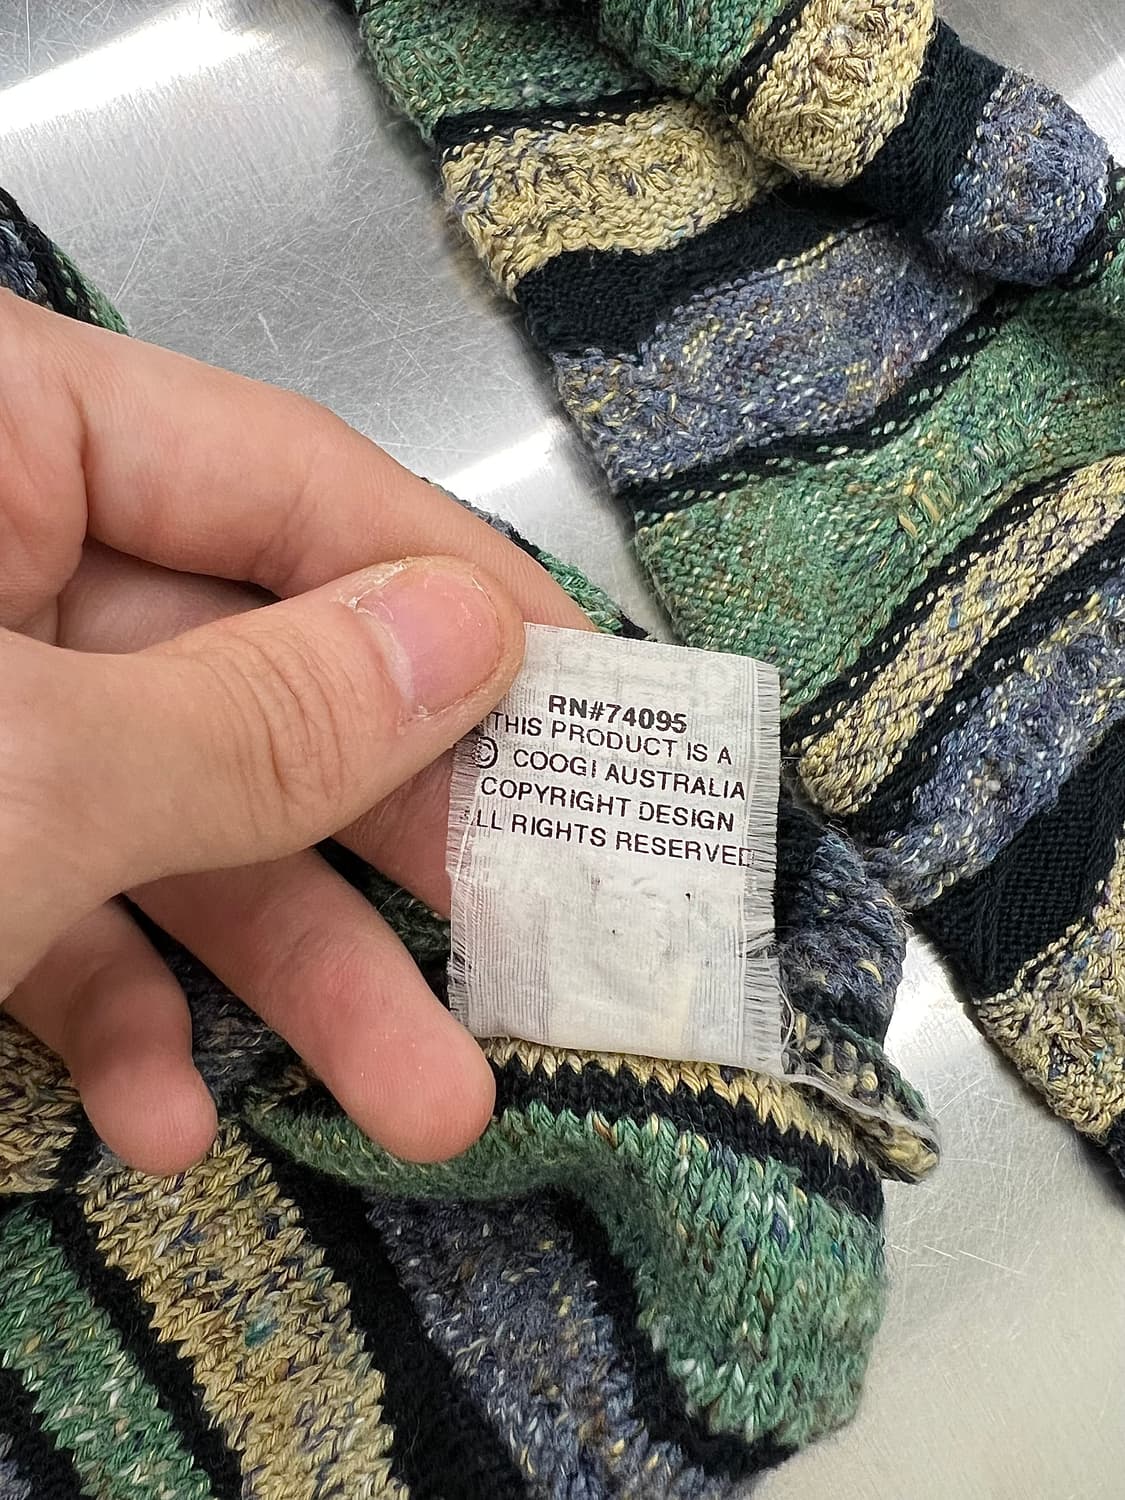 RN#74095
THIS PRODUCT IS A
© COOGI AUSTRALIA
COPYRIGHT DESIGN
LL RIGHTS RESERVED